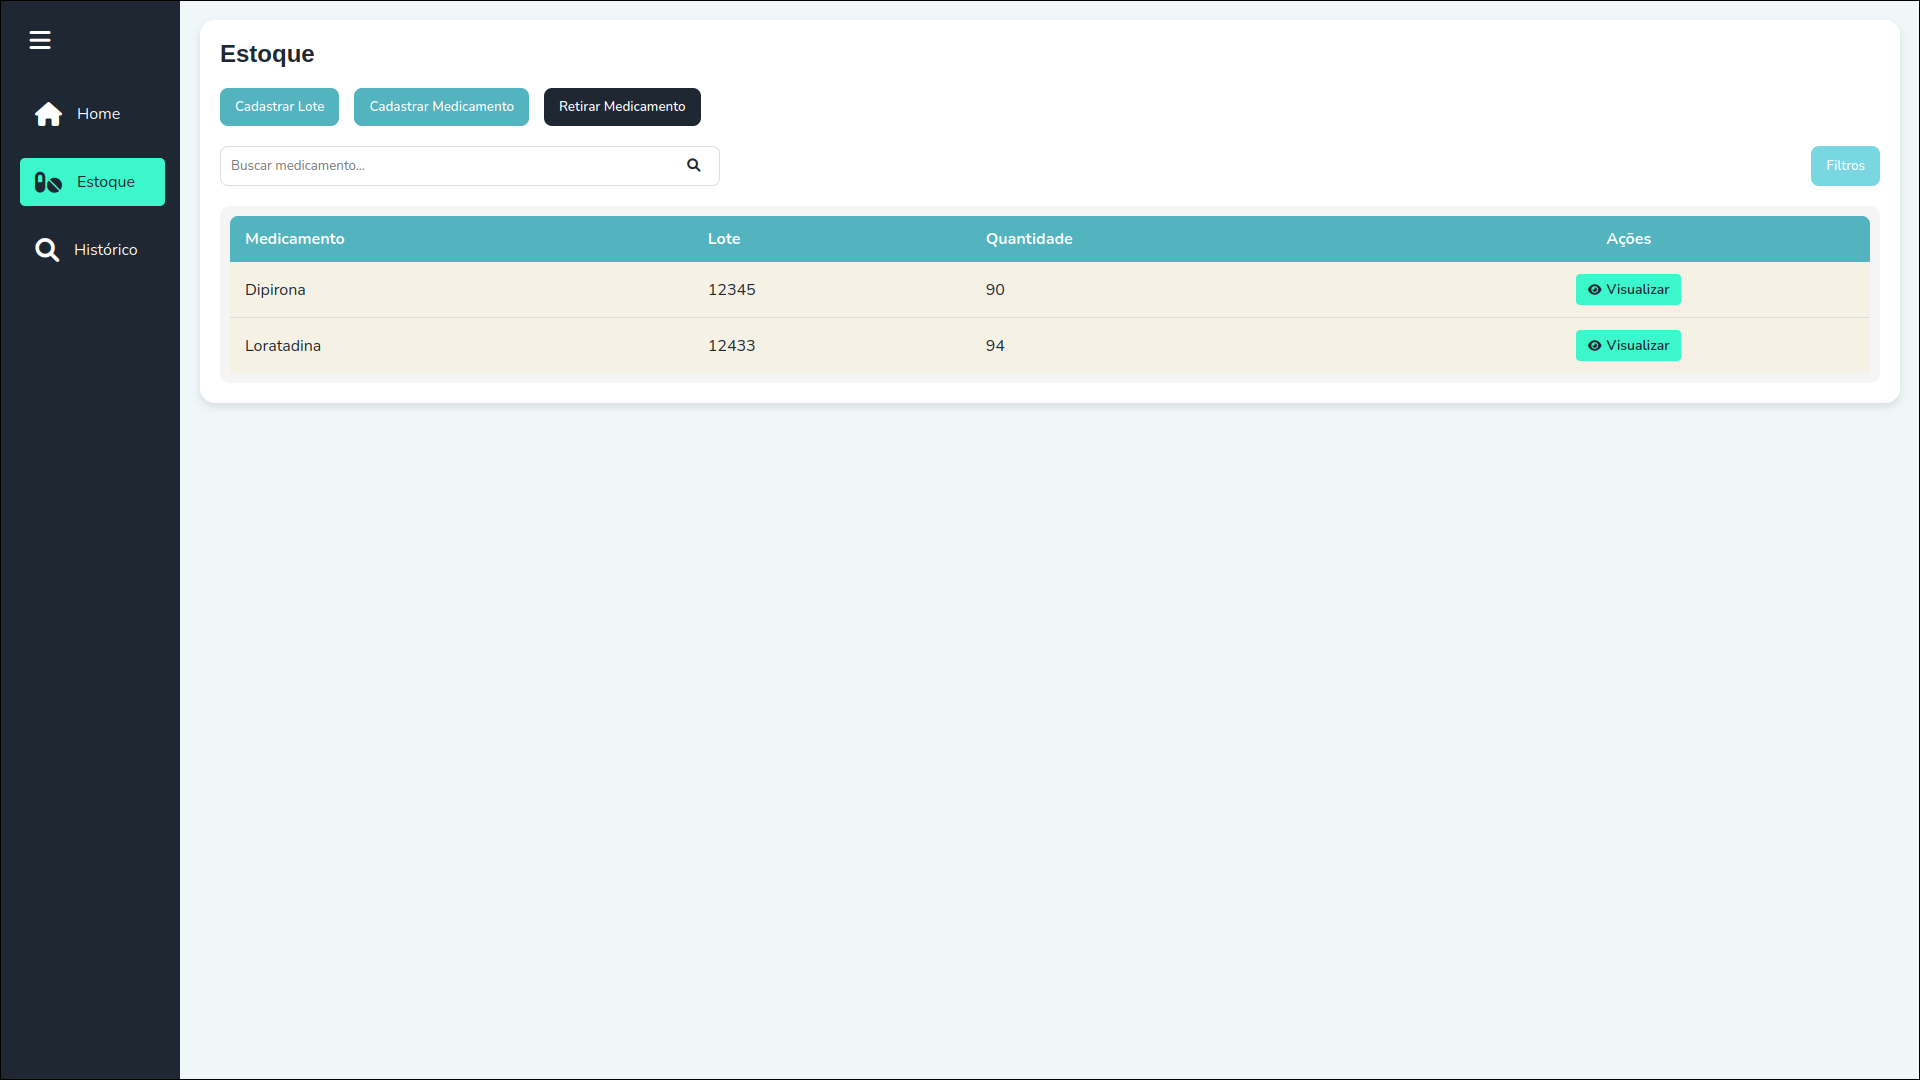 Home
Estoque
Histórico
Estoque
Cadastrar Lote Cadastrar Medicamento Retirar Medicamento
Buscar medicamento... Filtros
Medicamento Lote Quantidade Ações
Dipirona 12345 90 Visualizar
Loratadina 12433 94 Visualizar